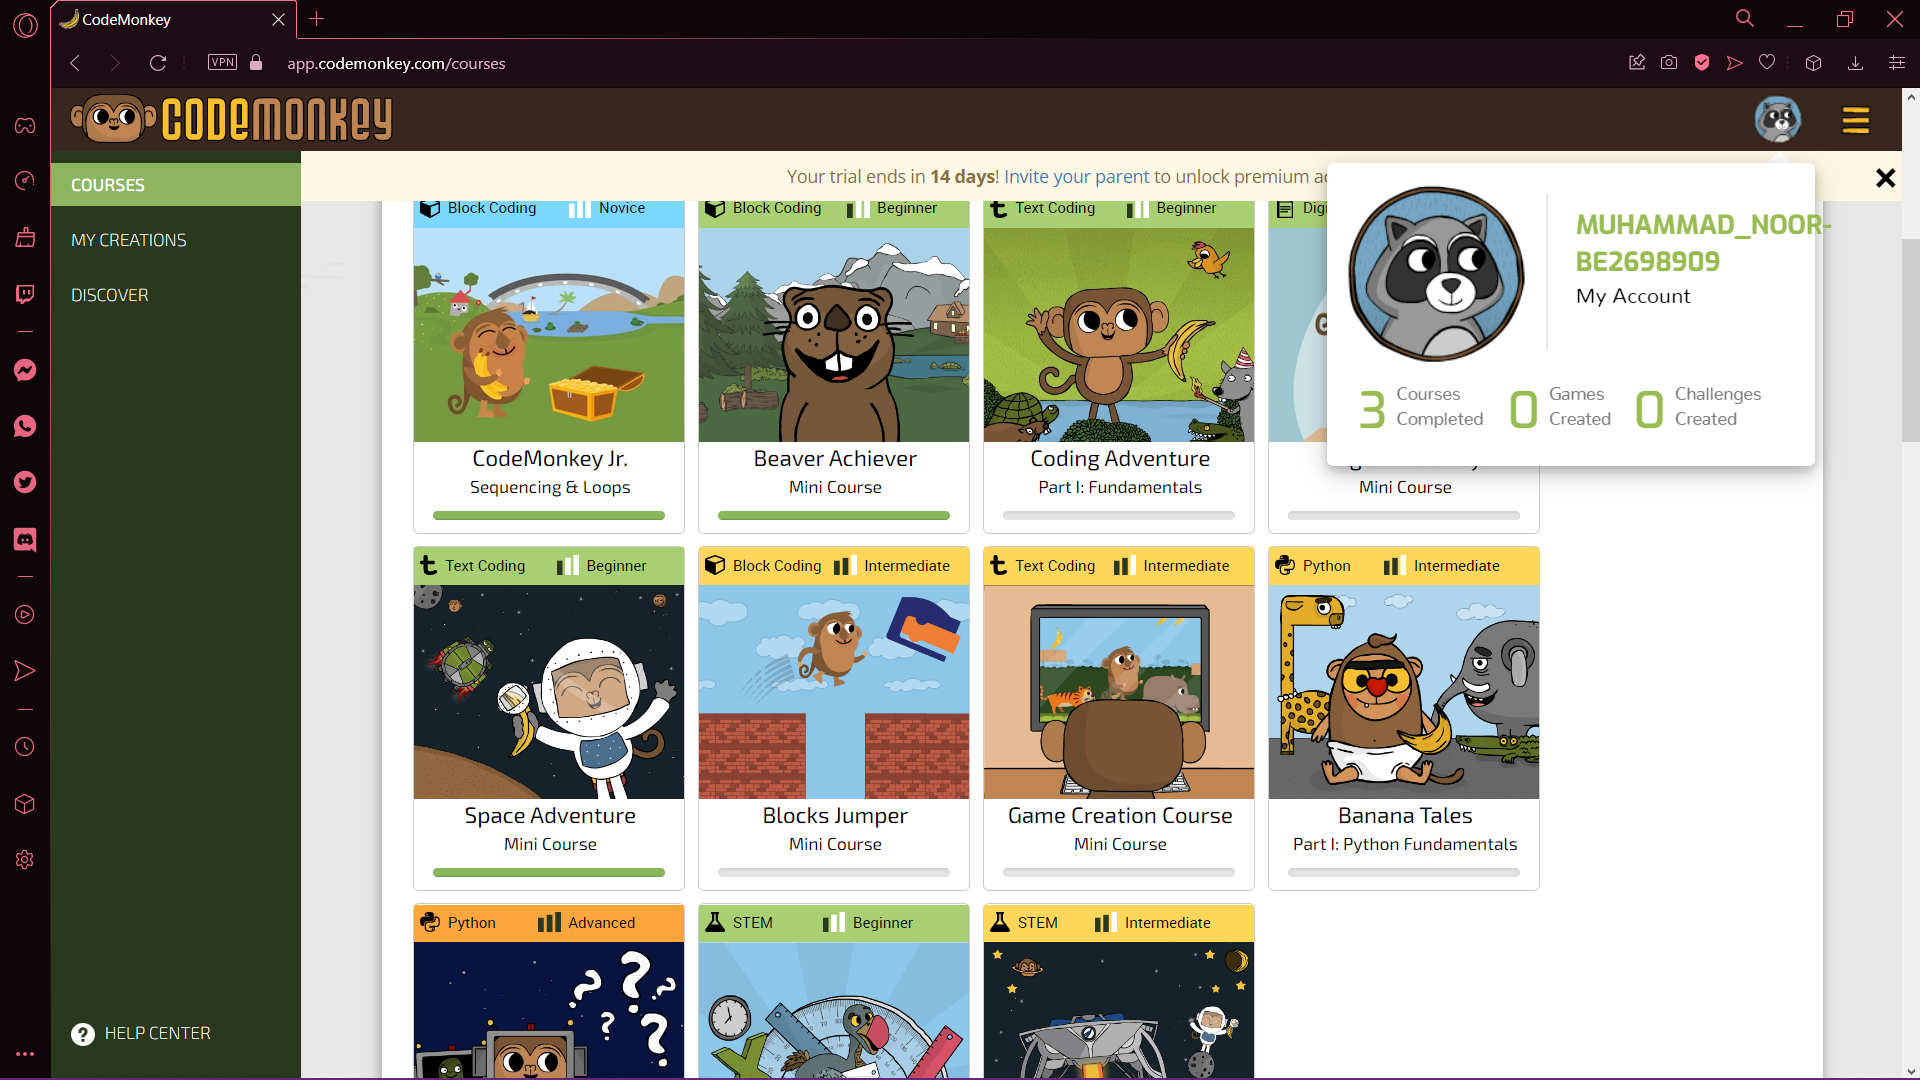 CodeMonkey
VPN
app.codemonkey.com/courses
CODEMONKEY
COURSES
MY CREATIONS
DISCOVER
HELP CENTER
Your trial ends in 14 days! Invite your parent to unlock premium
MUHAMMAD_NOOR-
BE2698909
My Account
3 Courses Completed
0 Games Created
0 Challenges Created
Block Coding Novice
Block Coding Beginner
Text Coding Beginner
CodeMonkey Jr.
Sequencing & Loops
Beaver Achiever
Mini Course
Coding Adventure
Part I: Fundamentals
Mini Course
Text Coding Beginner
Block Coding Intermediate
Text Coding Intermediate
Python Intermediate
Space Adventure
Mini Course
Blocks Jumper
Mini Course
Game Creation Course
Mini Course
Banana Tales
Part I: Python Fundamentals
Python Advanced
STEM Beginner
STEM Intermediate